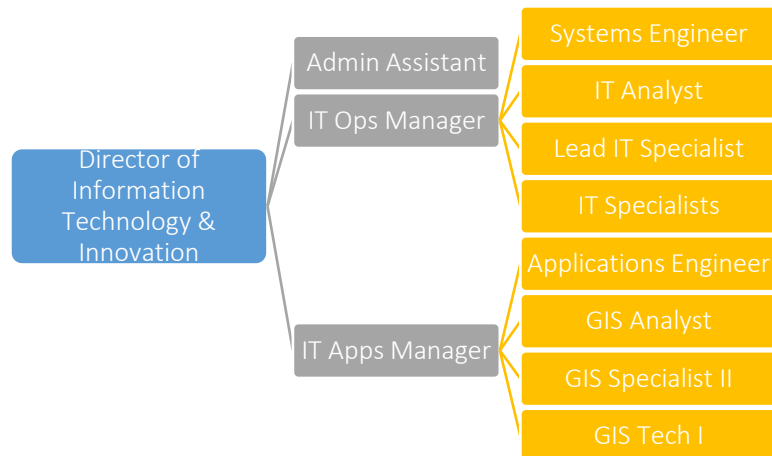 Director of
Information
Technology &
Innovation
Admin Assistant
IT Ops Manager
IT Apps Manager
Systems Engineer
IT Analyst
Lead IT Specialist
IT Specialists
Applications Engineer
GIS Analyst
GIS Specialist II
GIS Tech I